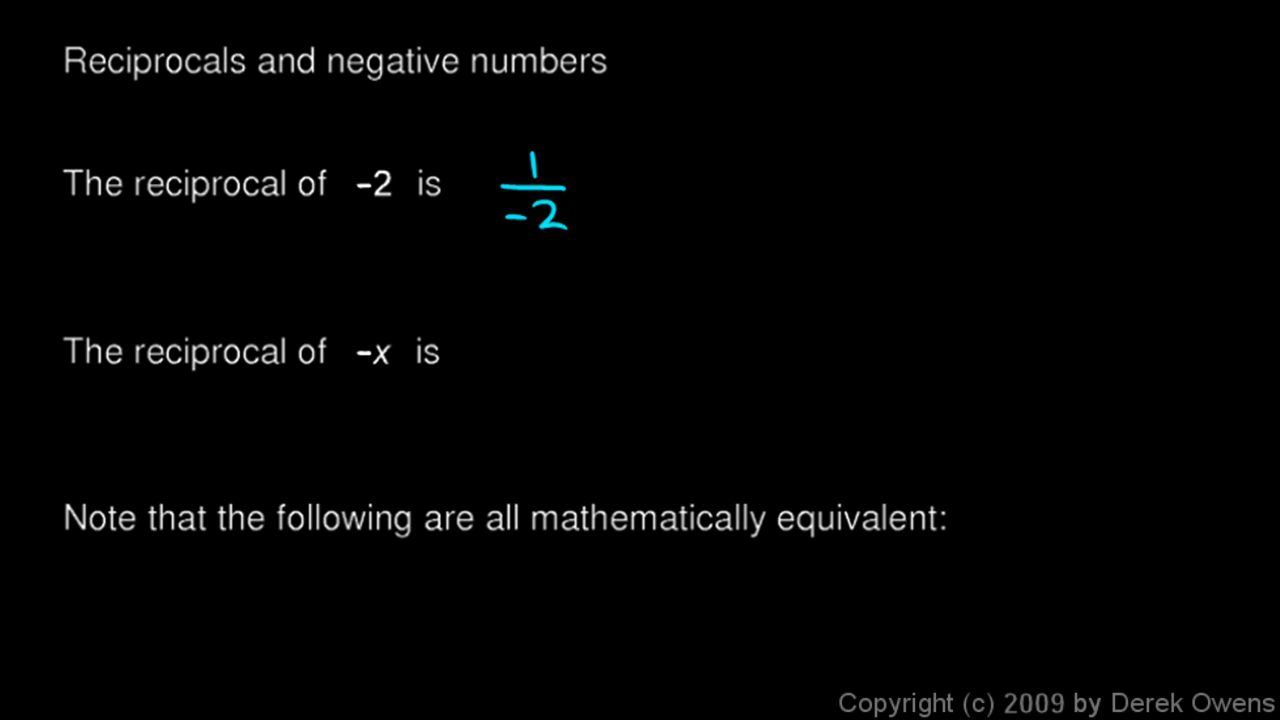 Reciprocals and negative numbers
The reciprocal of -2 is 1/-2
The reciprocal of -x is
Note that the following are all mathematically equivalent:
Copyright (c) 2009 by Derek Owens